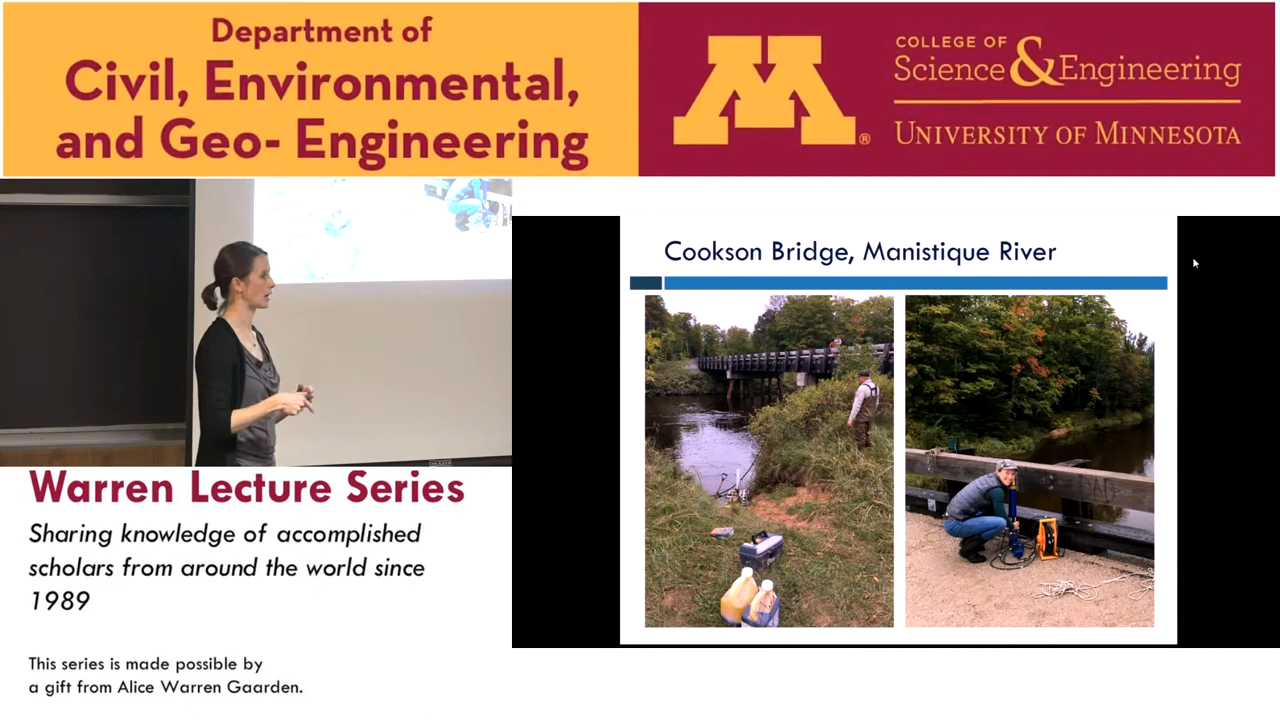 Department of
Civil, Environmental,
and Geo- Engineering
M®
COLLEGE OF
Science & Engineering
UNIVERSITY OF MINNESOTA
Cookson Bridge, Manistique River
Warren Lecture Series
Sharing knowledge of accomplished
scholars from around the world since
1989
This series is made possible by
a gift from Alice Warren Gaarden.